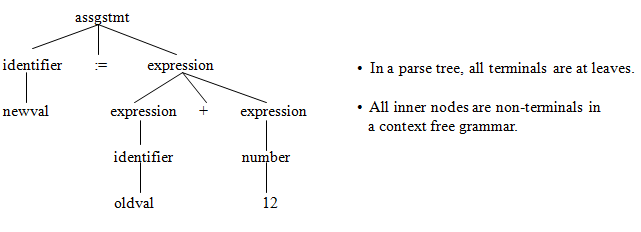 assgstmt
identifier := expression
newval expression + expression
identifier number
oldval 12
• In a parse tree, all terminals are at leaves.
• All inner nodes are non-terminals in
a context free grammar.